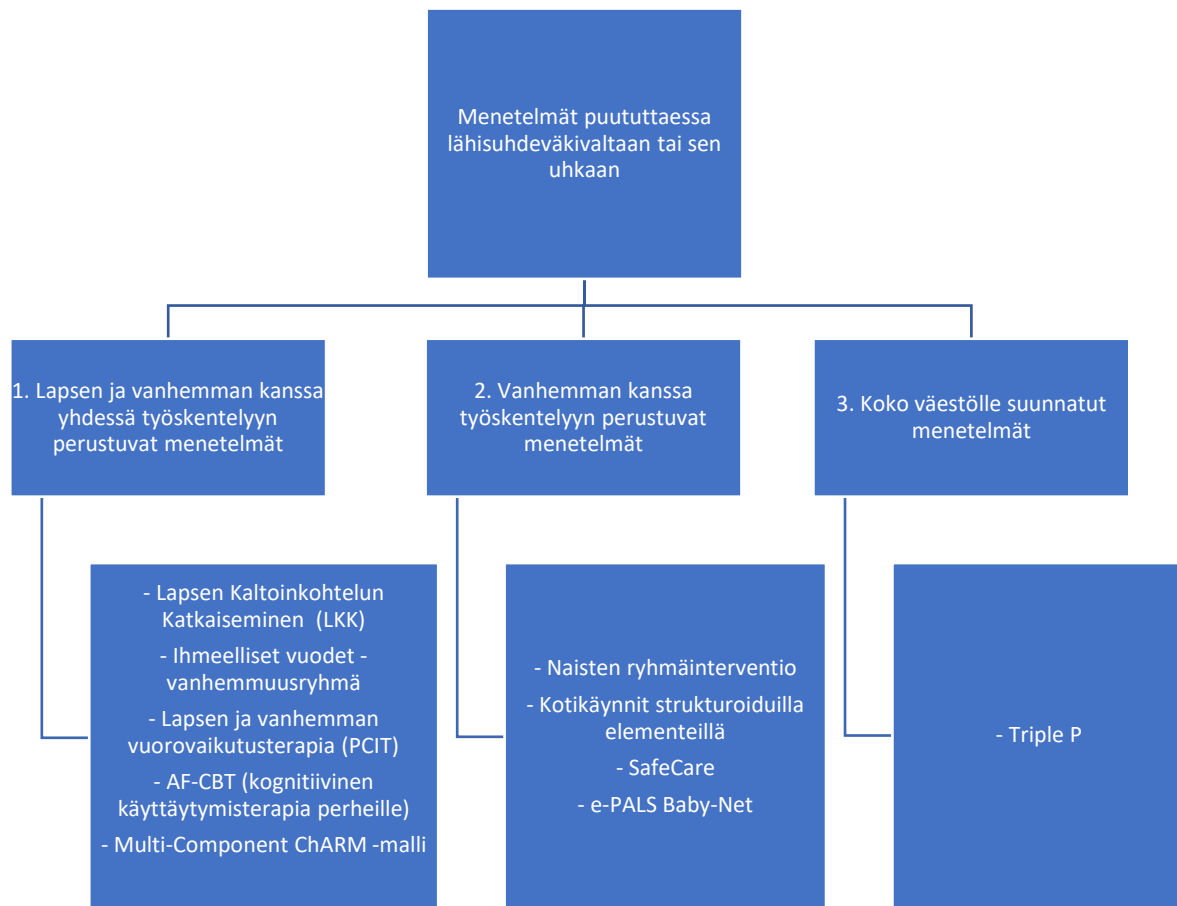 Menetelmät puututtaessa
lähisuhdeväkivaltaan tai sen
uhkaan
1. Lapsen ja vanhemman kanssa
yhdessä työskentelyyn
perustuvat menetelmät
2. Vanhemman kanssa
työskentelyyn perustuvat
menetelmät
3. Koko väestölle suunnatut
menetelmät
- Lapsen Kaltoinkohtelun
Katkaiseminen (LKK)
- Ihmeelliset vuodet -
vanhemmuusryhmä
- Lapsen ja vanhemman
vuorovaikutusterapia (PCIT)
- AF-CBT (kognitiivinen
käyttäytymisterapia perheille)
- Multi-Component ChARM -malli
- Naisten ryhmäinterventio
- Kotikäynnit strukturoiduilla
elementeillä
- SafeCare
- e-PALS Baby-Net
- Triple P